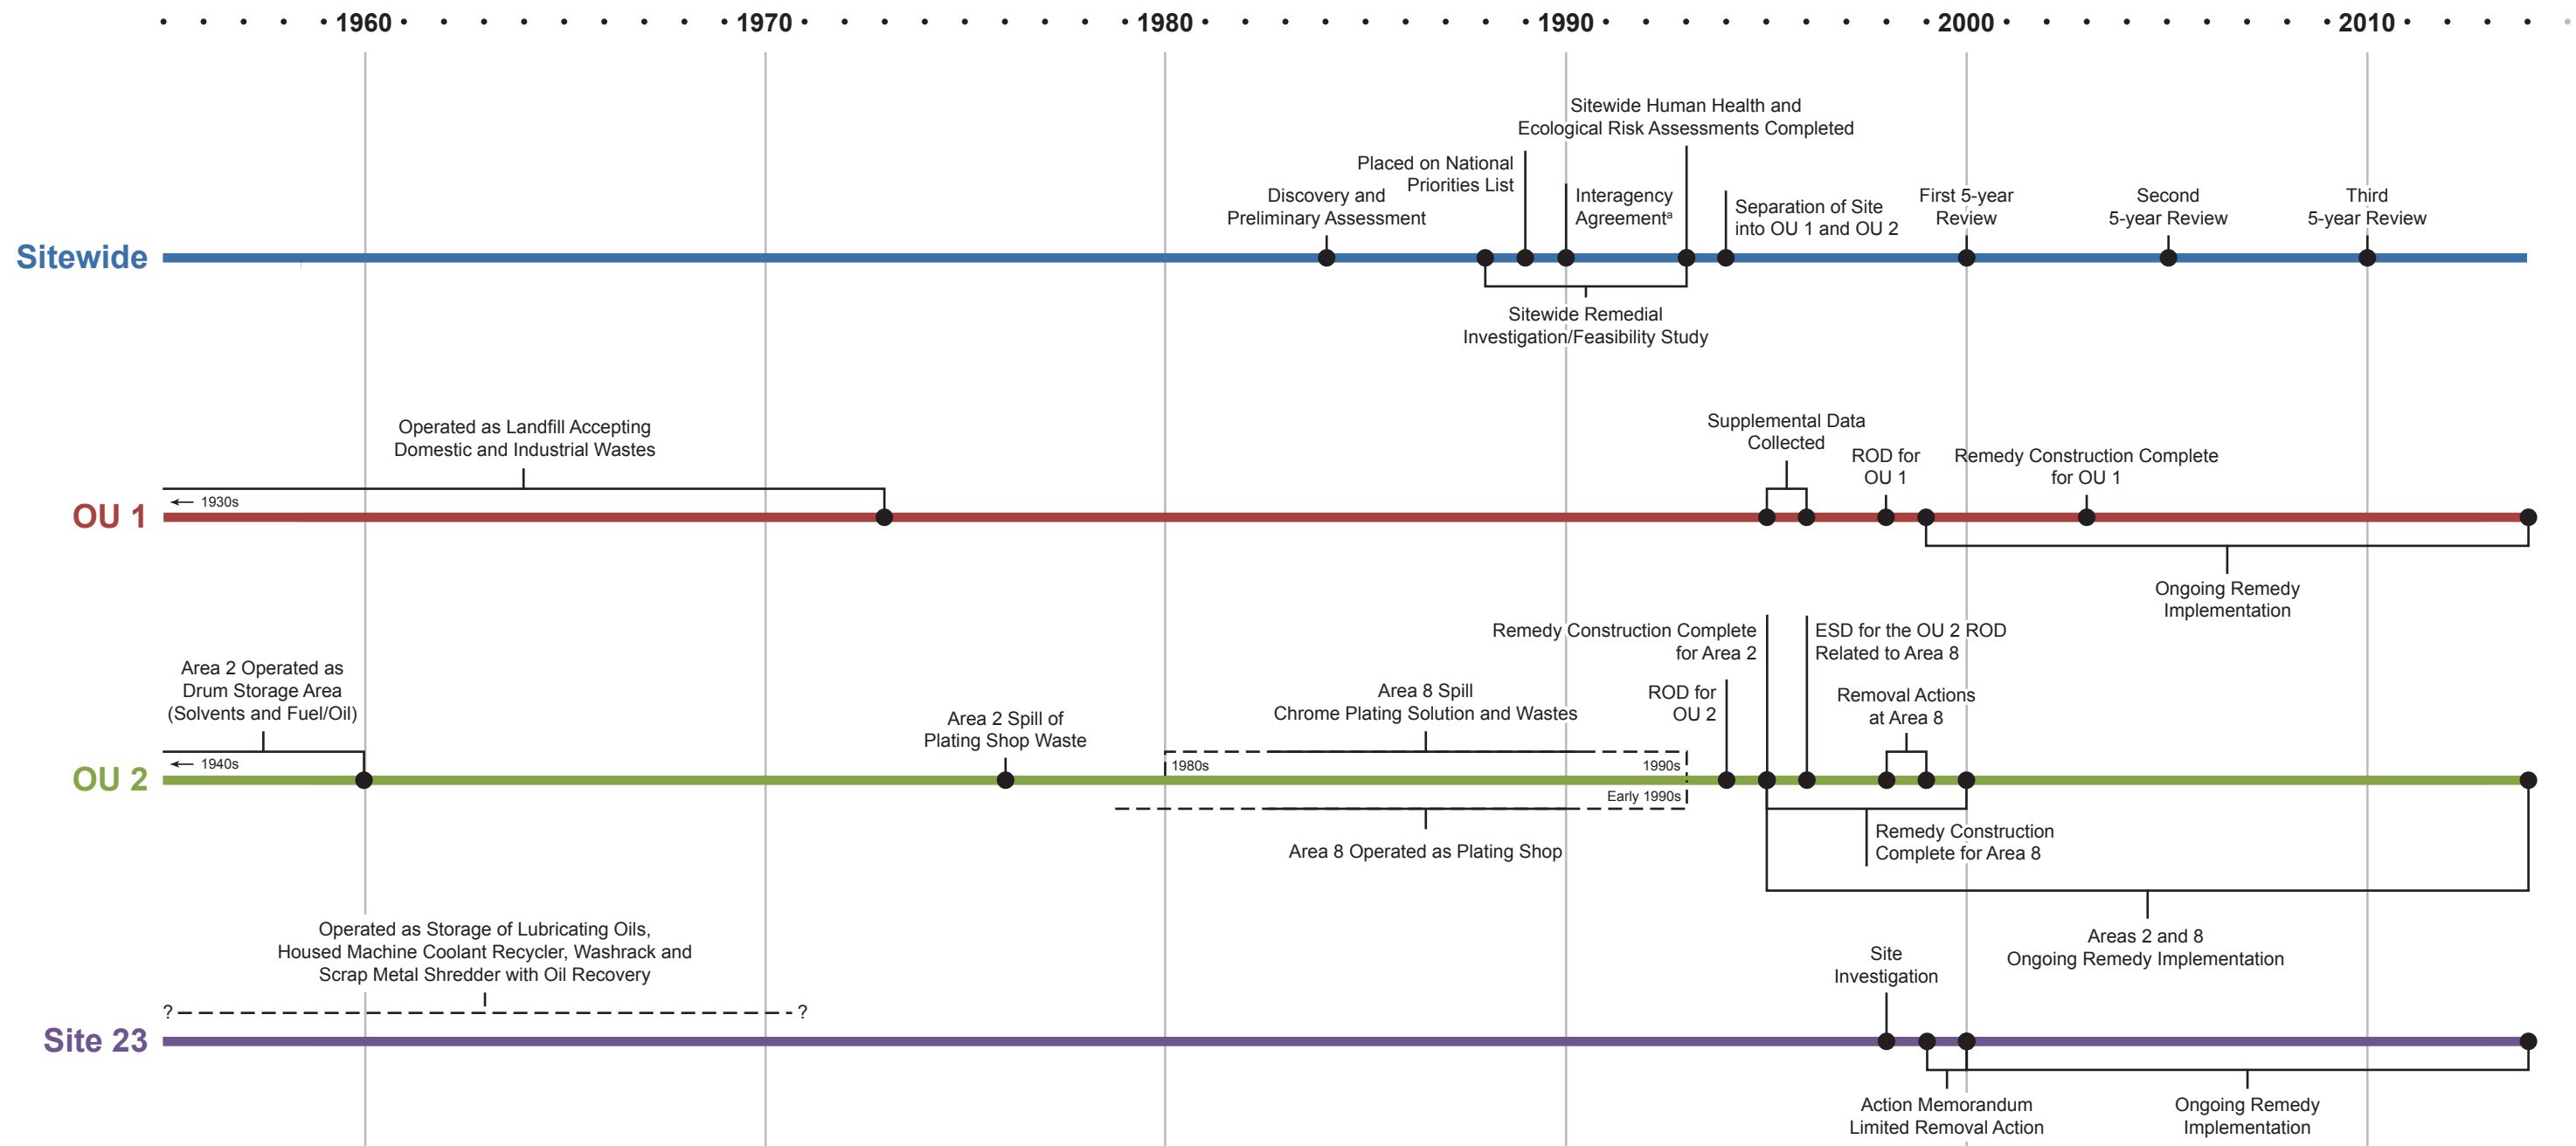 1960 1970 1980 1990 2000 2010
Sitewide Human Health and
Ecological Risk Assessments Completed
Placed on National
Priorities List
Discovery and
Preliminary Assessment
Interagency
Agreementᵃ
Separation of Site
into OU 1 and OU 2
First 5-year
Review
Second
5-year Review
Third
5-year Review
Sitewide
Sitewide Remedial
Investigation/Feasibility Study
Operated as Landfill Accepting
Domestic and Industrial Wastes
Supplemental Data
Collected
ROD for
OU 1
Remedy Construction Complete
for OU 1
← 1930s
OU 1
Ongoing Remedy
Implementation
Remedy Construction Complete
for Area 2
ESD for the OU 2 ROD
Related to Area 8
Area 2 Operated as
Drum Storage Area
(Solvents and Fuel/Oil)
Area 2 Spill of
Plating Shop Waste
Area 8 Spill
Chrome Plating Solution and Wastes
ROD for
OU 2
Removal Actions
at Area 8
← 1940s
1980s
1990s
OU 2
Early 1990s
Area 8 Operated as Plating Shop
Remedy Construction
Complete for Area 8
Areas 2 and 8
Ongoing Remedy Implementation
Operated as Storage of Lubricating Oils,
Housed Machine Coolant Recycler, Washrack and
Scrap Metal Shredder with Oil Recovery
Site
Investigation
? ?
Site 23
Action Memorandum
Limited Removal Action
Ongoing Remedy
Implementation